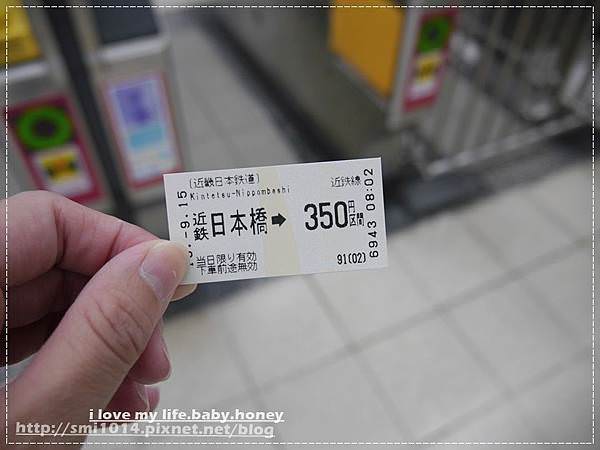 (近畿日本鉄道) 近鉄線
Kintetsu-Nippombashi
近鉄日本橋➡ 350円区間
当日限り有効
下車前途無効
91(02)
-9.15
6943 08:02
i love my life.baby.honey
http://smi1014.pixnet.net/blog